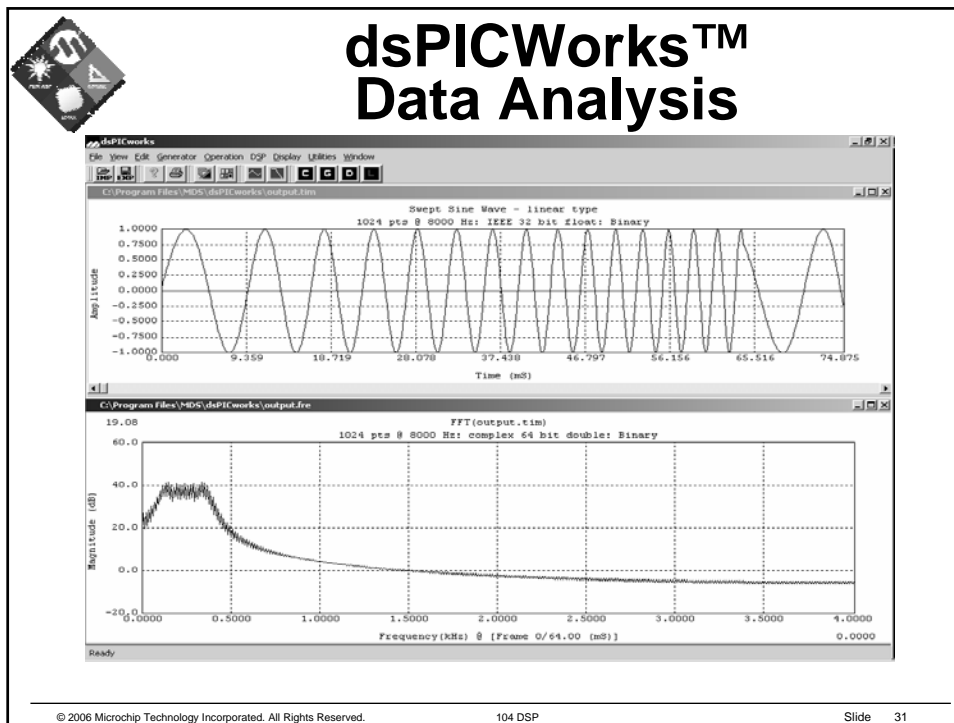 dsPICWorks™
Data Analysis
dsPICworks
File View Edit Generator Operation DSP Display Utilities Window
IMP EXP C G D L
C:\Program Files\MDS\dsPICworks\output.tim
Swept Sine Wave - linear type
1024 pts @ 8000 Hz: IEEE 32 bit float: Binary
1.0000
0.7500
0.5000
0.2500
0.0000
-0.2500
-0.5000
-0.7500
-1.0000
Amplitude
0.000 9.359 18.719 28.078 37.438 46.797 56.156 65.516 74.875
Time (mS)
C:\Program Files\MDS\dsPICworks\output.fre
19.08 FFT(output.tim)
1024 pts @ 8000 Hz: complex 64 bit double: Binary
60.0
40.0
20.0
0.0
-20.0
Magnitude (dB)
0.0000 0.5000 1.0000 1.5000 2.0000 2.5000 3.0000 3.5000 4.0000
Frequency(kHz) @ [Frame 0/64.00 (mS)] 0.0000
Ready
© 2006 Microchip Technology Incorporated. All Rights Reserved. 104 DSP Slide 31